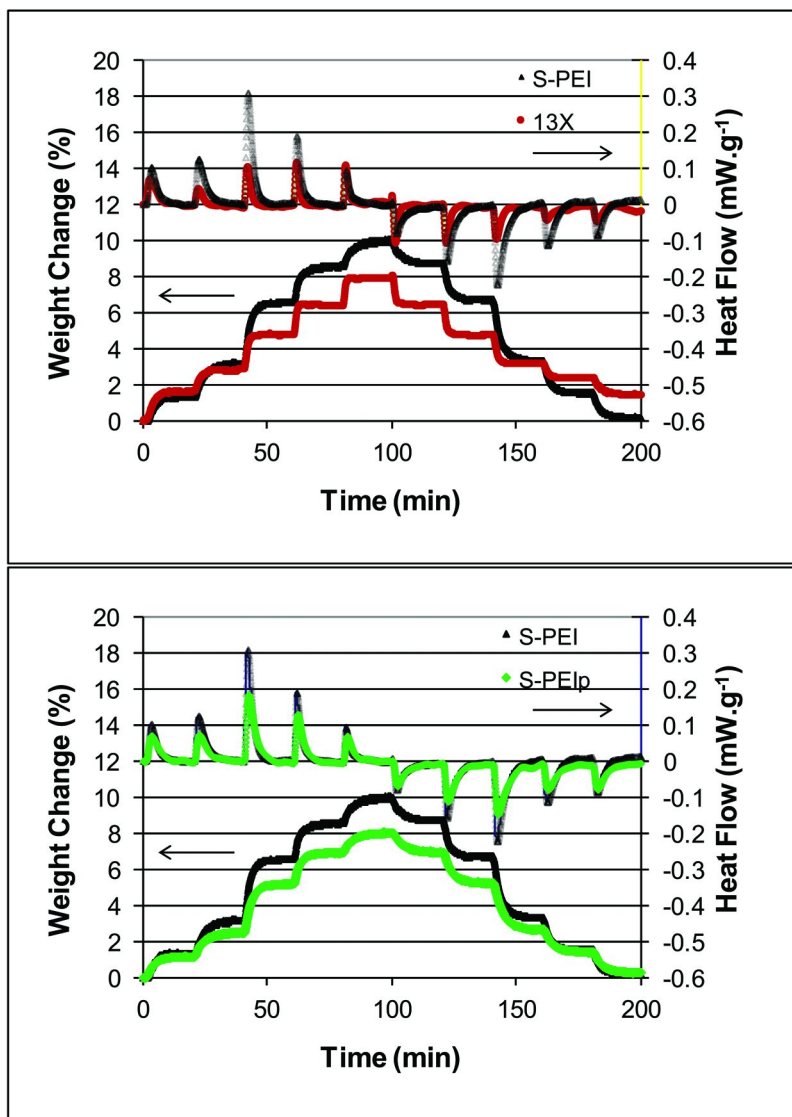 20 0.4
18 S-PEI 0.3
16 13X 0.2
14 0.1
12 0
10 -0.1
8 -0.2
6 -0.3
4 -0.4
2 -0.5
0 -0.6
Weight Change (%)
Heat Flow (mW.g-1)
0 50 100 150 200
Time (min)
20 0.4
18 S-PEI 0.3
16 S-PEIp 0.2
14 0.1
12 0
10 -0.1
8 -0.2
6 -0.3
4 -0.4
2 -0.5
0 -0.6
Weight Change (%)
Heat Flow (mW.g-1)
0 50 100 150 200
Time (min)